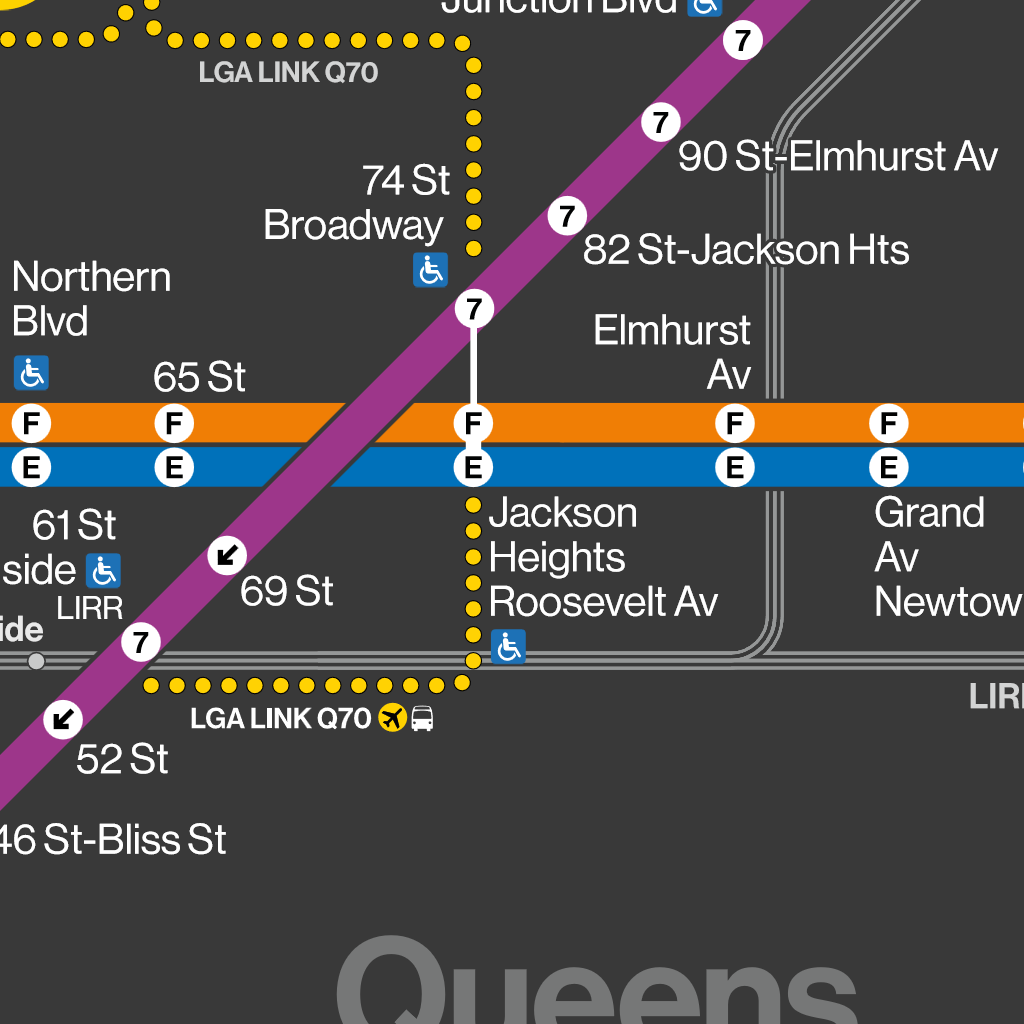 Junction Blvd
7
LGA LINK Q70
7
90 St-Elmhurst Av
74 St
Broadway
7
82 St-Jackson Hts
Northern
Blvd
7
Elmhurst
Av
65 St
F F F F F
E E E E E
61 St
side
LIRR
ide
69 St
Jackson
Heights
Roosevelt Av
Grand
Av
Newtow
7
LIRR
LGA LINK Q70
52 St
46 St-Bliss St
Queens